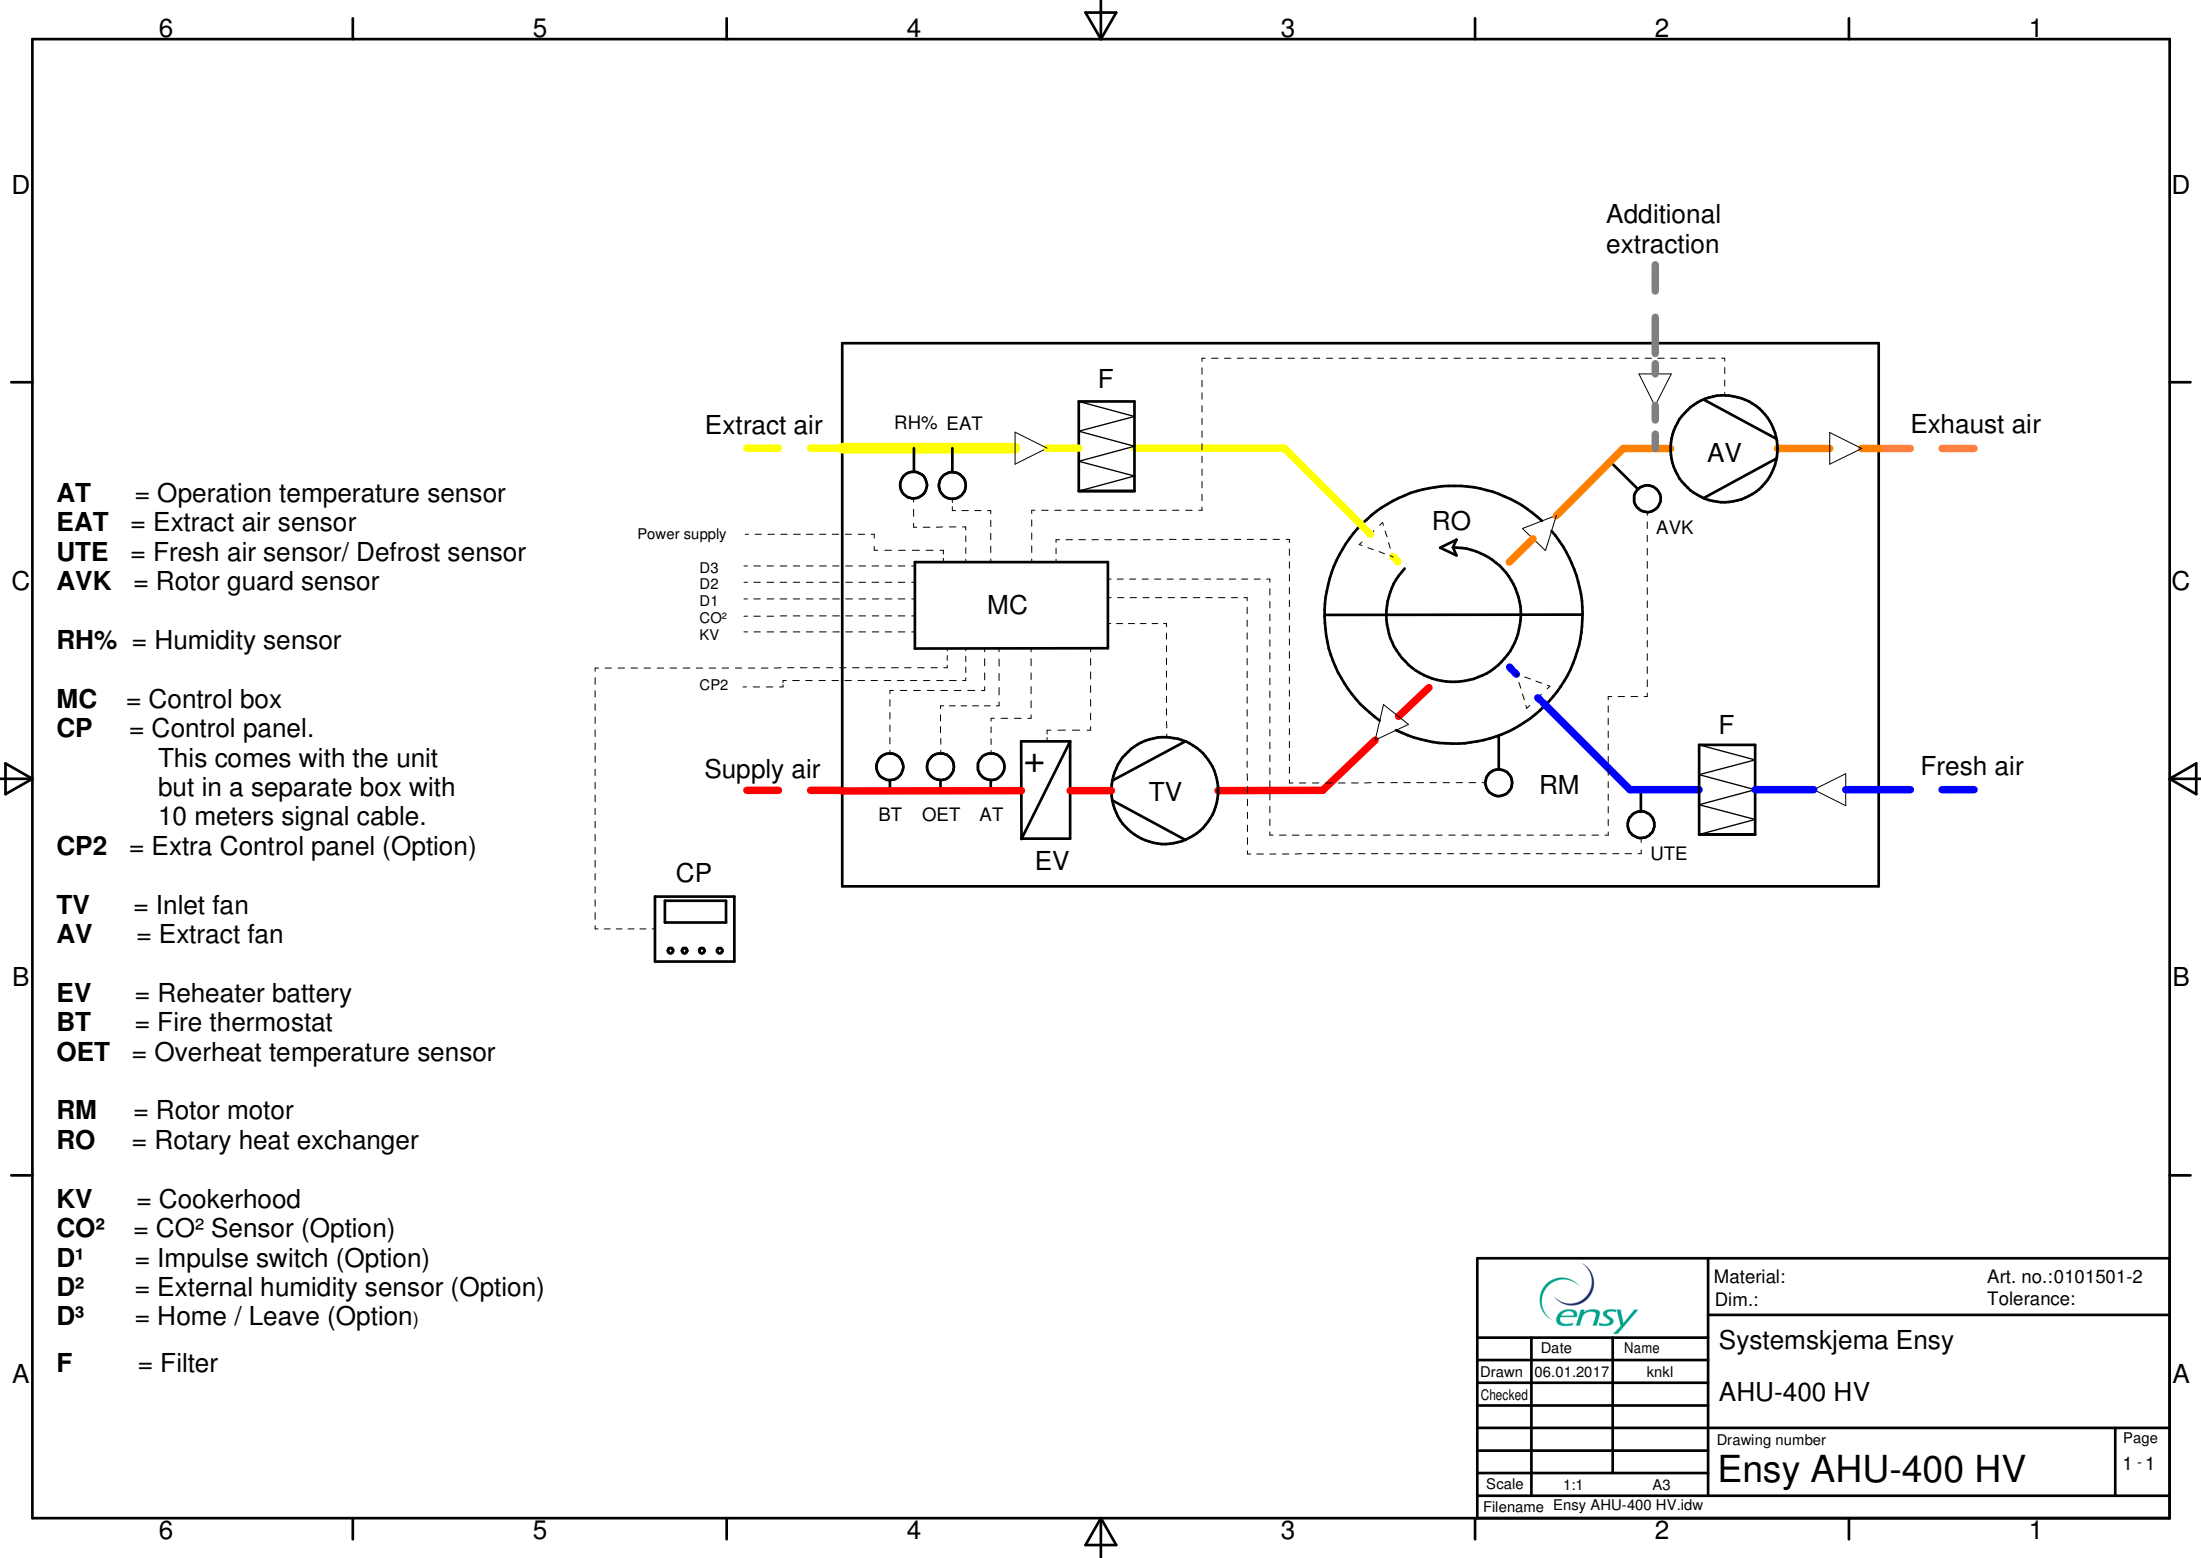 6 5 4 3 2 1
D D
Additional
extraction
F
Extract air RH% EAT
AV
Exhaust air
AT = Operation temperature sensor
EAT = Extract air sensor
UTE = Fresh air sensor/ Defrost sensor
AVK = Rotor guard sensor
RH% = Humidity sensor
MC = Control box
CP = Control panel.
This comes with the unit
but in a separate box with
10 meters signal cable.
CP2 = Extra Control panel (Option)
TV = Inlet fan
AV = Extract fan
EV = Reheater battery
BT = Fire thermostat
OET = Overheat temperature sensor
RM = Rotor motor
RO = Rotary heat exchanger
KV = Cookerhood
CO² = CO² Sensor (Option)
D¹ = Impulse switch (Option)
D² = External humidity sensor (Option)
D³ = Home / Leave (Option)
F = Filter
RO
AVK
Power supply
D3
D2
D1
CO²
KV
MC
CP2
C C
F
Supply air
+
TV
RM
Fresh air
BT OET AT
EV
UTE
CP
B B
ensy
Material: Art. no.:0101501-2
Dim.: Tolerance:
Systemskjema Ensy
AHU-400 HV
Date Name
Drawn 06.01.2017 knkl
Checked
Drawing number
Ensy AHU-400 HV
Page
1 - 1
Scale 1:1 A3
Filename Ensy AHU-400 HV.idw
A A
6 5 4 3 2 1